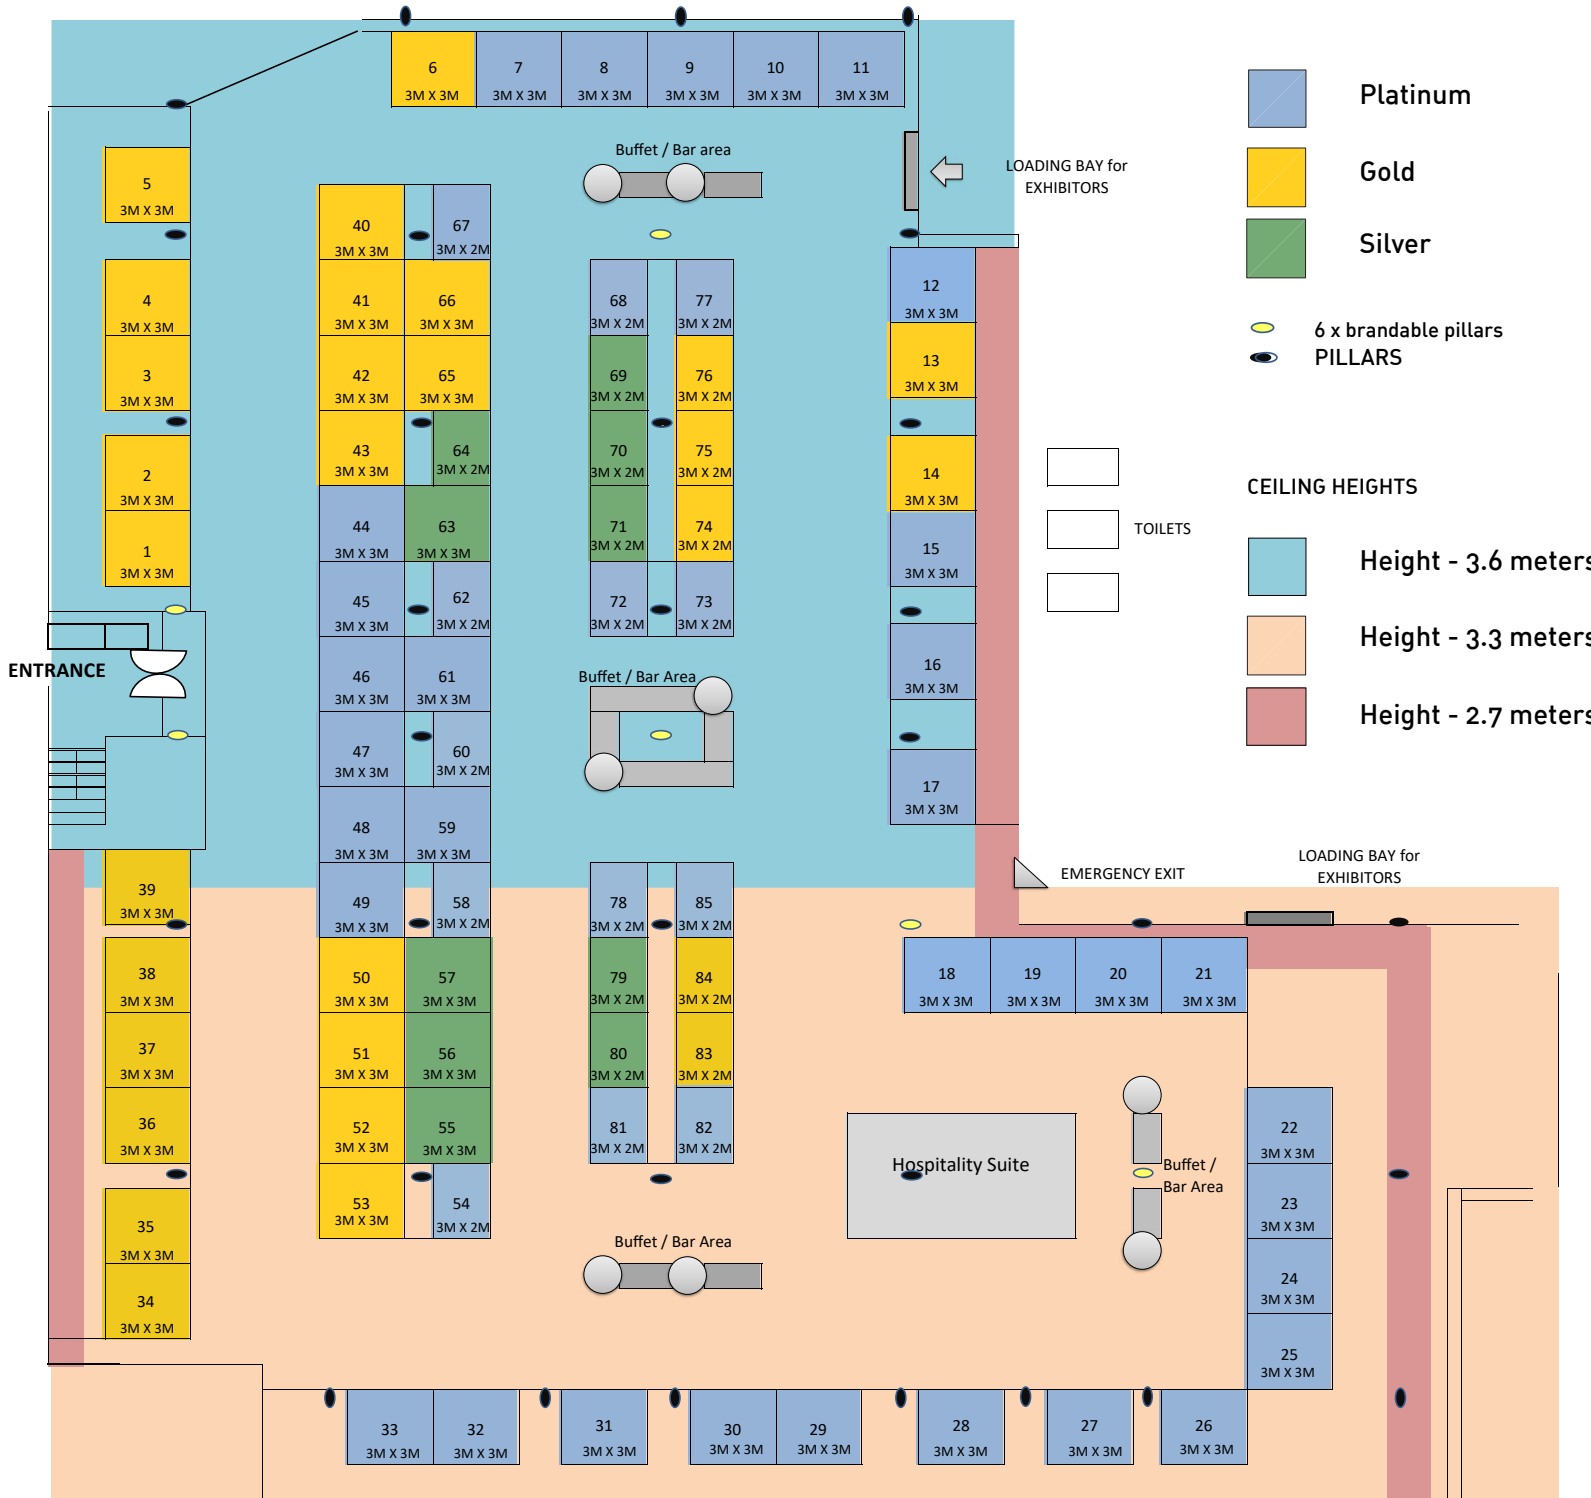 6
3M X 3M
7
3M X 3M
8
3M X 3M
9
3M X 3M
10
3M X 3M
11
3M X 3M
Platinum
Gold
Silver
6 x brandable pillars
PILLARS
CEILING HEIGHTS
Height - 3.6 meters
Height - 3.3 meters
Height - 2.7 meters
Buffet / Bar area
LOADING BAY for
EXHIBITORS
5
3M X 3M
4
3M X 3M
3
3M X 3M
2
3M X 3M
1
3M X 3M
ENTRANCE
39
3M X 3M
38
3M X 3M
37
3M X 3M
36
3M X 3M
35
3M X 3M
34
3M X 3M
40
3M X 3M
41
3M X 3M
42
3M X 3M
43
3M X 3M
44
3M X 3M
45
3M X 3M
46
3M X 3M
47
3M X 3M
48
3M X 3M
49
3M X 3M
50
3M X 3M
51
3M X 3M
52
3M X 3M
53
3M X 3M
67
3M X 2M
66
3M X 3M
65
3M X 3M
64
3M X 2M
63
3M X 3M
62
3M X 2M
61
3M X 3M
60
3M X 2M
59
3M X 3M
58
3M X 2M
57
3M X 3M
56
3M X 3M
55
3M X 3M
54
3M X 2M
68
3M X 2M
69
3M X 2M
70
3M X 2M
71
3M X 2M
72
3M X 2M
77
3M X 2M
76
3M X 2M
75
3M X 2M
74
3M X 2M
73
3M X 2M
Buffet / Bar Area
78
3M X 2M
79
3M X 2M
80
3M X 2M
81
3M X 2M
85
3M X 2M
84
3M X 2M
83
3M X 2M
82
3M X 2M
Buffet / Bar Area
12
3M X 3M
13
3M X 3M
14
3M X 3M
15
3M X 3M
16
3M X 3M
17
3M X 3M
TOILETS
EMERGENCY EXIT
LOADING BAY for
EXHIBITORS
18
3M X 3M
19
3M X 3M
20
3M X 3M
21
3M X 3M
Hospitality Suite
Buffet /
Bar Area
22
3M X 3M
23
3M X 3M
24
3M X 3M
25
3M X 3M
33
3M X 3M
32
3M X 3M
31
3M X 3M
30
3M X 3M
29
3M X 3M
28
3M X 3M
27
3M X 3M
26
3M X 3M